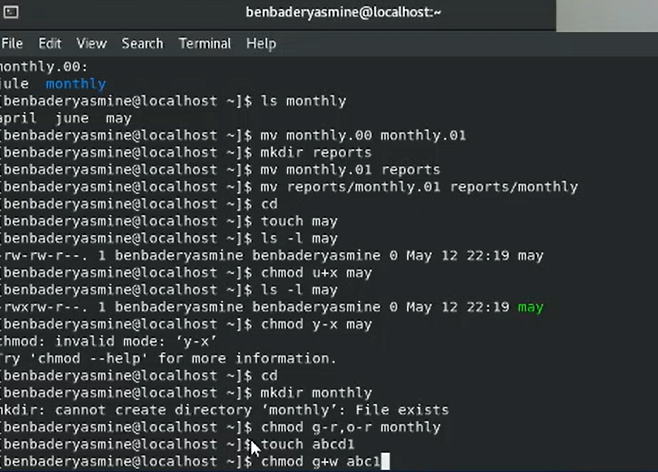 benbaderyasmine@localhost:~
File Edit View Search Terminal Help
monthly.00:
jule monthly
[benbaderyasmine@localhost ~]$ ls monthly
april june may
[benbaderyasmine@localhost ~]$ mv monthly.00 monthly.01
[benbaderyasmine@localhost ~]$ mkdir reports
[benbaderyasmine@localhost ~]$ mv monthly.01 reports
[benbaderyasmine@localhost ~]$ mv reports/monthly.01 reports/monthly
[benbaderyasmine@localhost ~]$ cd
[benbaderyasmine@localhost ~]$ touch may
[benbaderyasmine@localhost ~]$ ls -l may
-rw-rw-r--. 1 benbaderyasmine benbaderyasmine 0 May 12 22:19 may
[benbaderyasmine@localhost ~]$ chmod u+x may
[benbaderyasmine@localhost ~]$ ls -l may
-rwxrw-r--. 1 benbaderyasmine benbaderyasmine 0 May 12 22:19 may
[benbaderyasmine@localhost ~]$ chmod y-x may
chmod: invalid mode: ‘y-x’
Try 'chmod --help' for more information.
[benbaderyasmine@localhost ~]$ cd
[benbaderyasmine@localhost ~]$ mkdir monthly
mkdir: cannot create directory ‘monthly’: File exists
[benbaderyasmine@localhost ~]$ chmod g-r,o-r monthly
[benbaderyasmine@localhost ~]$ touch abcd1
[benbaderyasmine@localhost ~]$ chmod g+w abc1